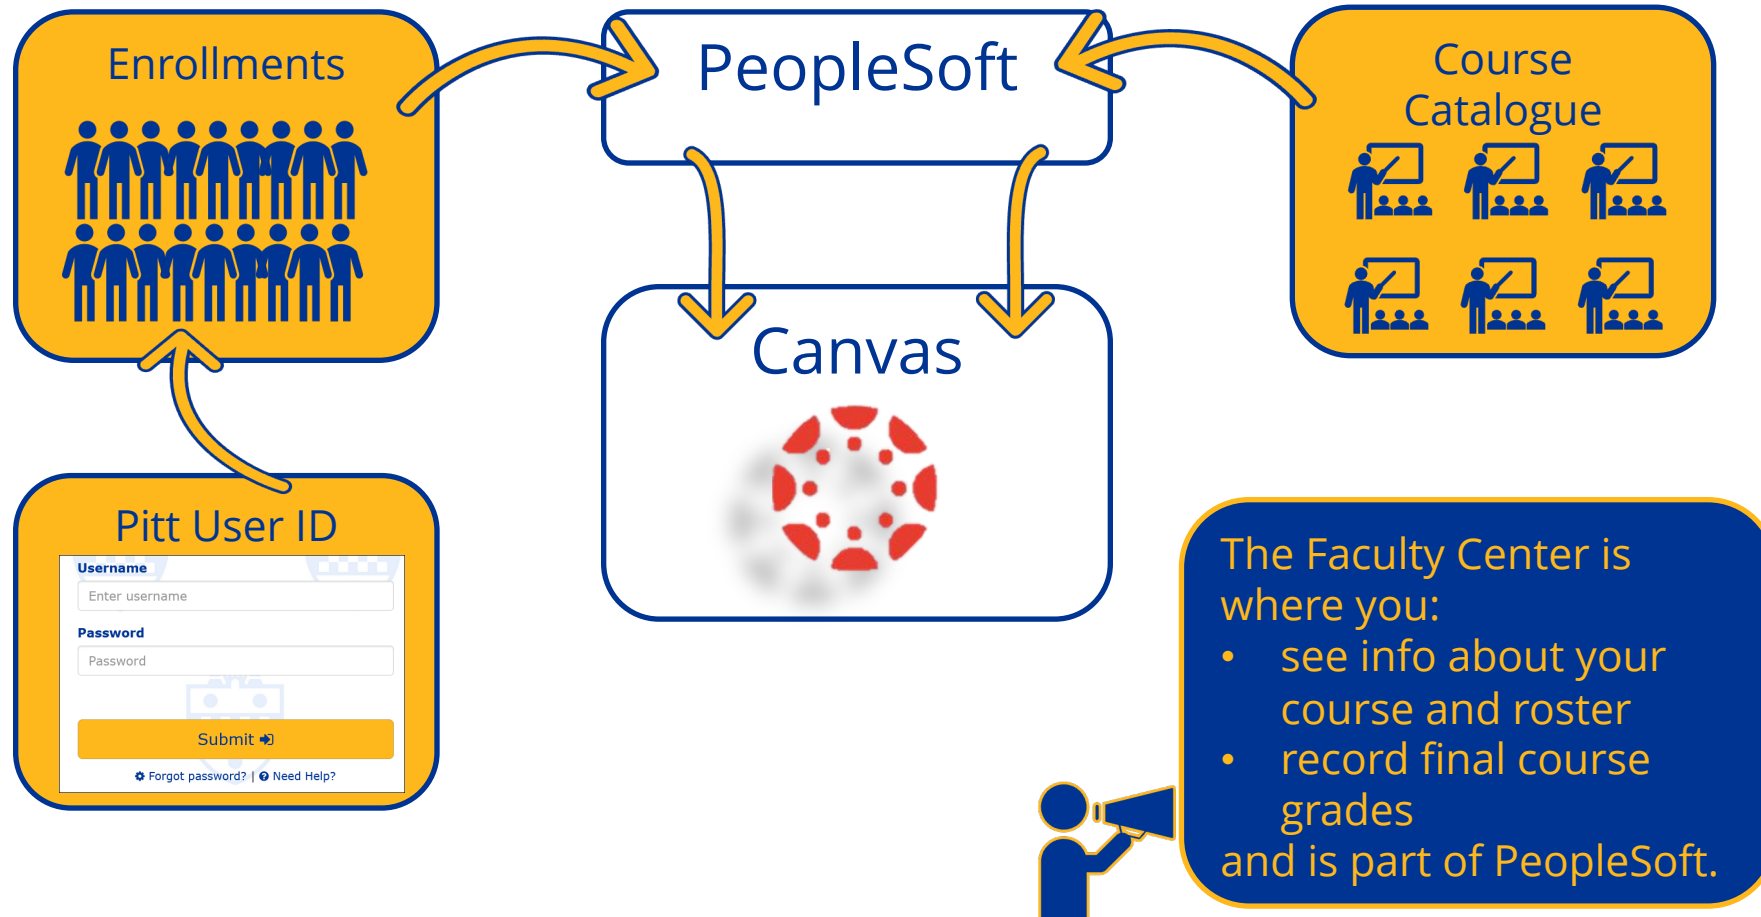 Enrollments
PeopleSoft
Course
Catalogue
Canvas
Pitt User ID
Username
Enter username
Password
Password
Submit
Forgot password? | Need Help?
The Faculty Center is
where you:
• see info about your
course and roster
• record final course
grades
and is part of PeopleSoft.